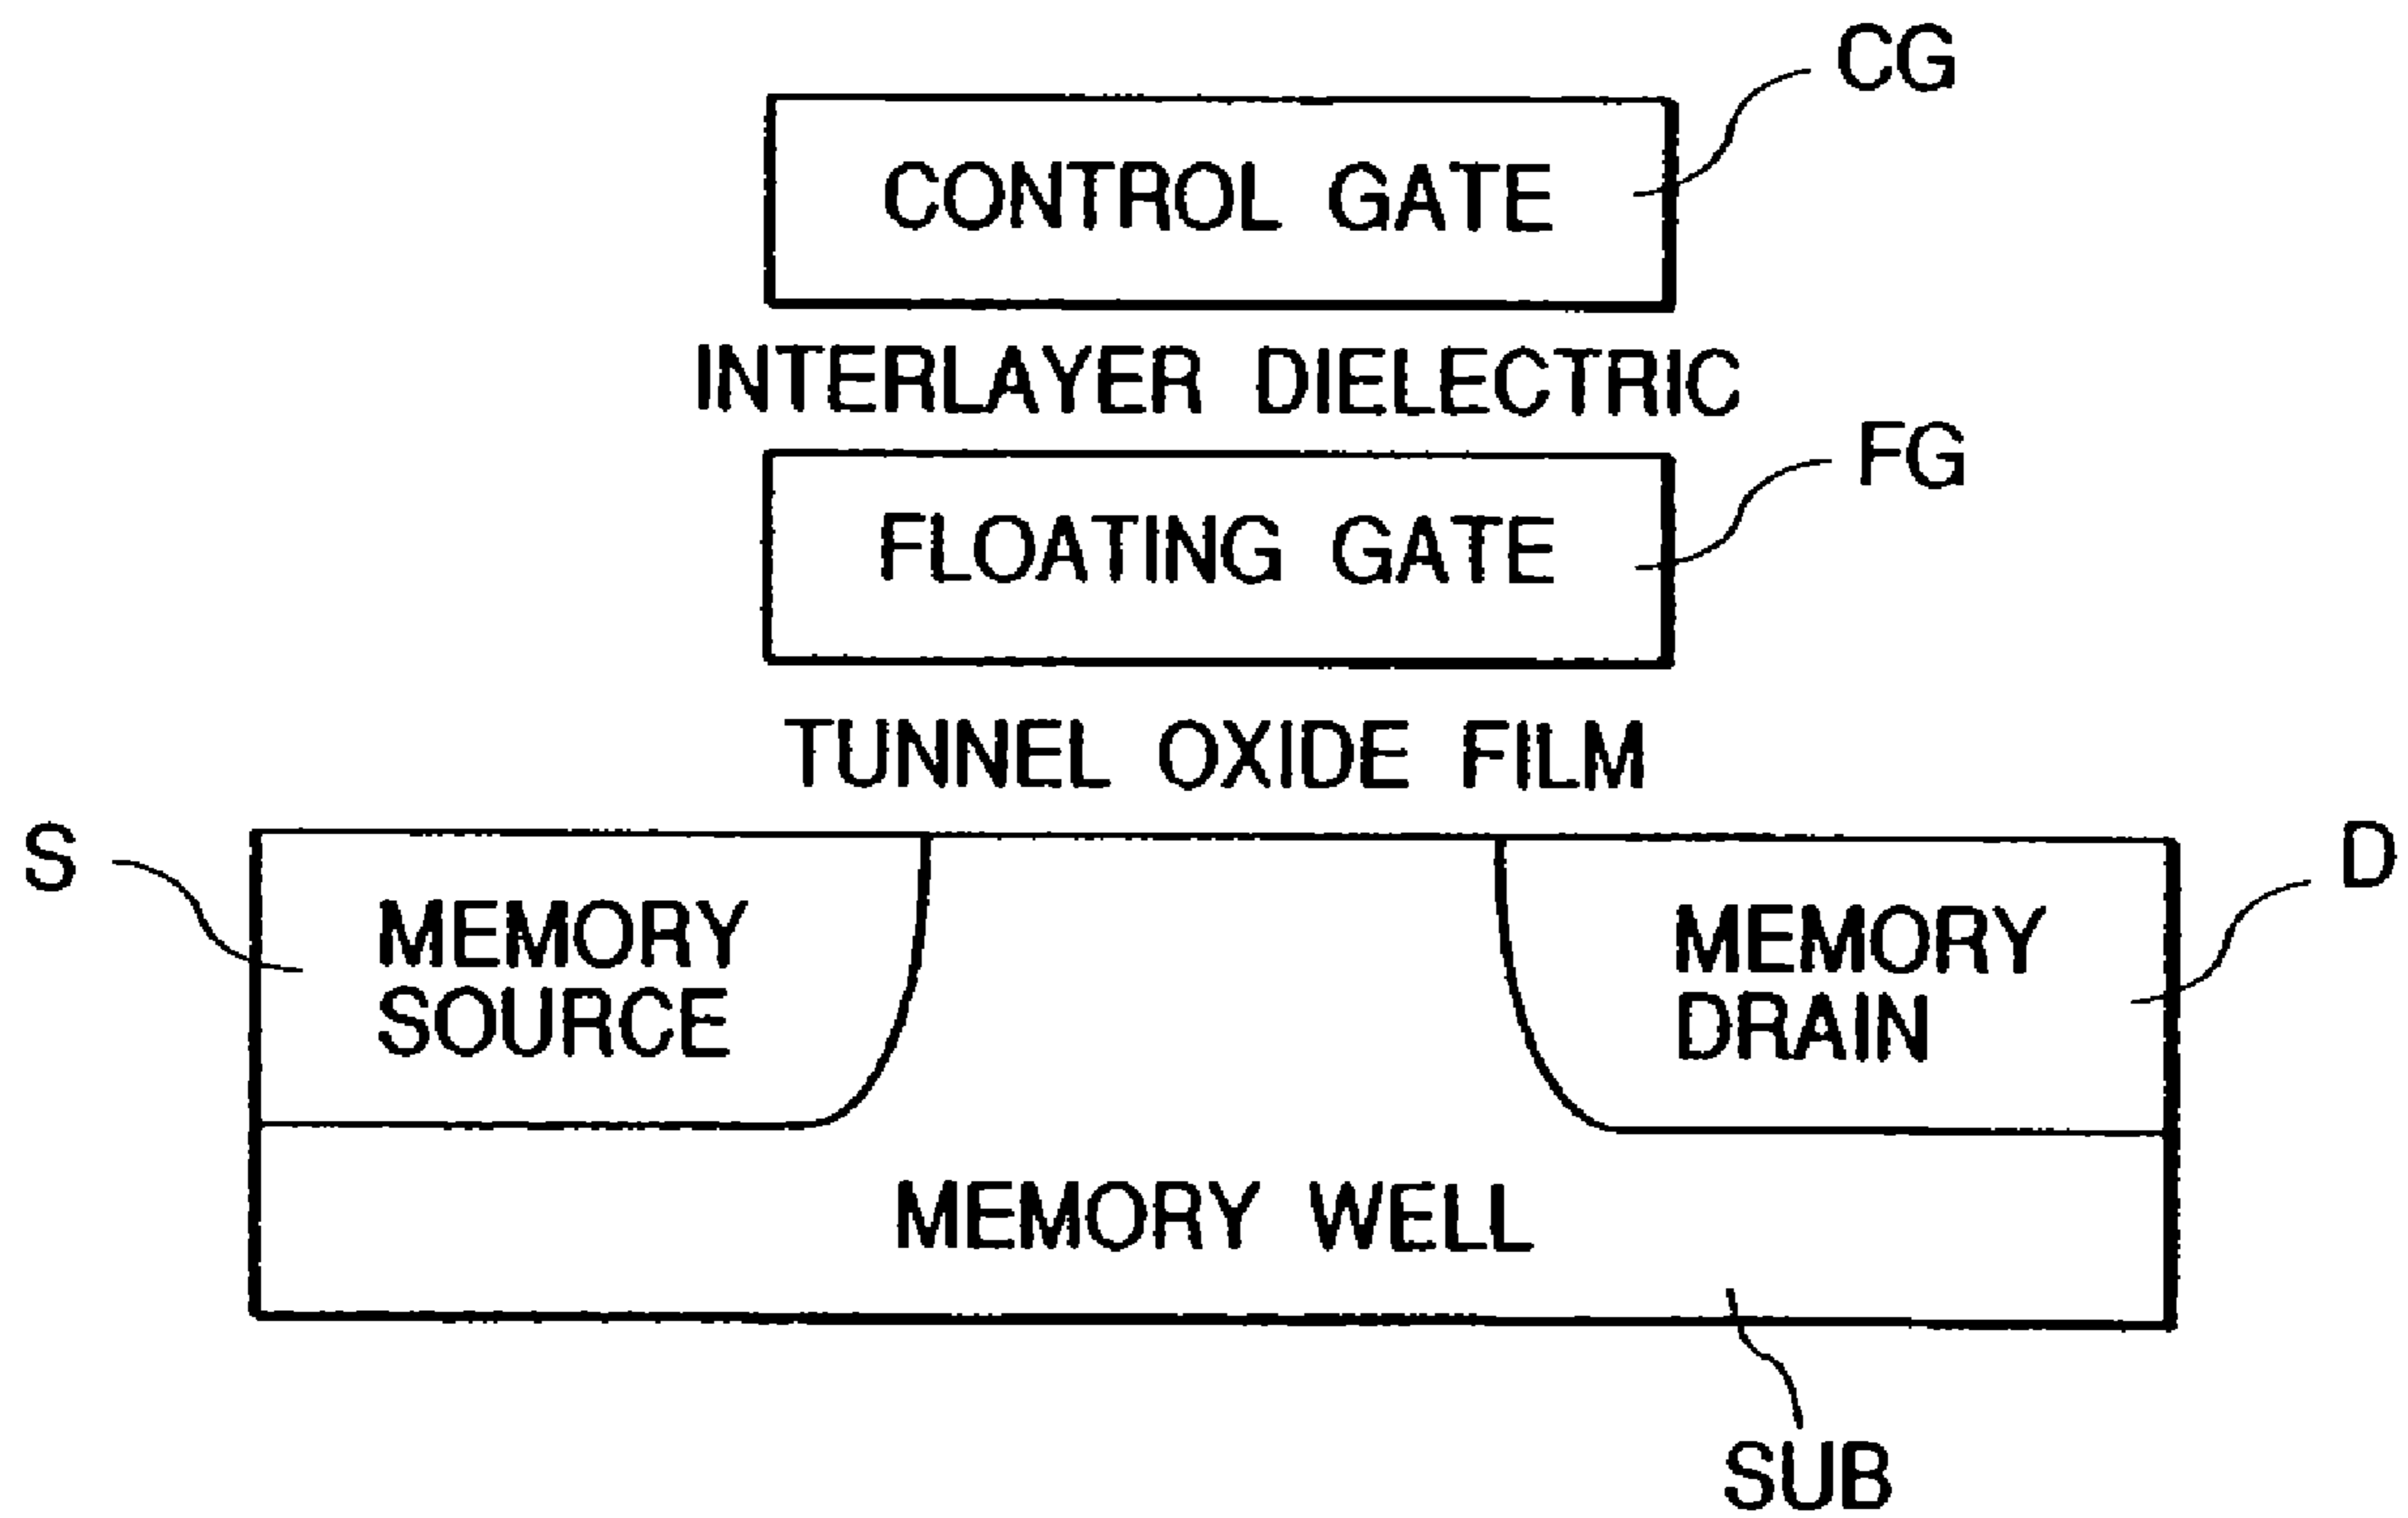 CG
CONTROL GATE
INTERLAYER DIELECTRIC
FG
FLOATING GATE
TUNNEL OXIDE FILM
S
D
MEMORY
SOURCE
MEMORY
DRAIN
MEMORY WELL
SUB